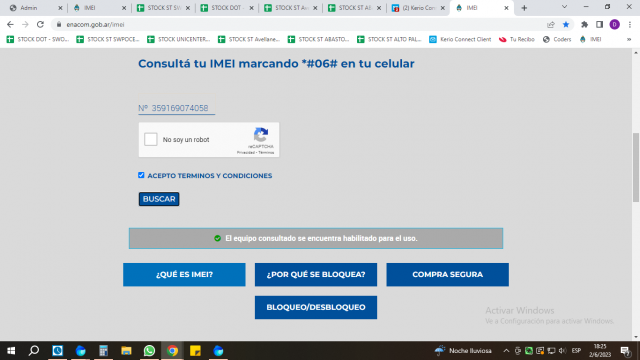 Admin
IMEI
STOCK ST SW
STOCK DOT -
STOCK ST Av
STOCK ST AB
(2) Kerio Con
IMEI
enacom.gob.ar/imei
STOCK DOT - SWO...
STOCK ST SWPOCE...
STOCK UNICENTER...
STOCK ST Avellane...
STOCK ST ABASTO...
STOCK ST ALTO PAL...
Kerio Connect Client
Tu Recibo
Coders
IMEI
Consultá tu IMEI marcando *#06# en tu celular
Nº 359169074058
No soy un robot
reCAPTCHA
Privacidad - Términos
ACEPTO TERMINOS Y CONDICIONES
BUSCAR
El equipo consultado se encuentra habilitado para el uso.
¿QUÉ ES IMEI?
¿POR QUÉ SE BLOQUEA?
COMPRA SEGURA
BLOQUEO/DESBLOQUEO
Activar Windows
Ve a Configuración para activar Windows.
Noche lluviosa
ESP
18:25
2/6/2023